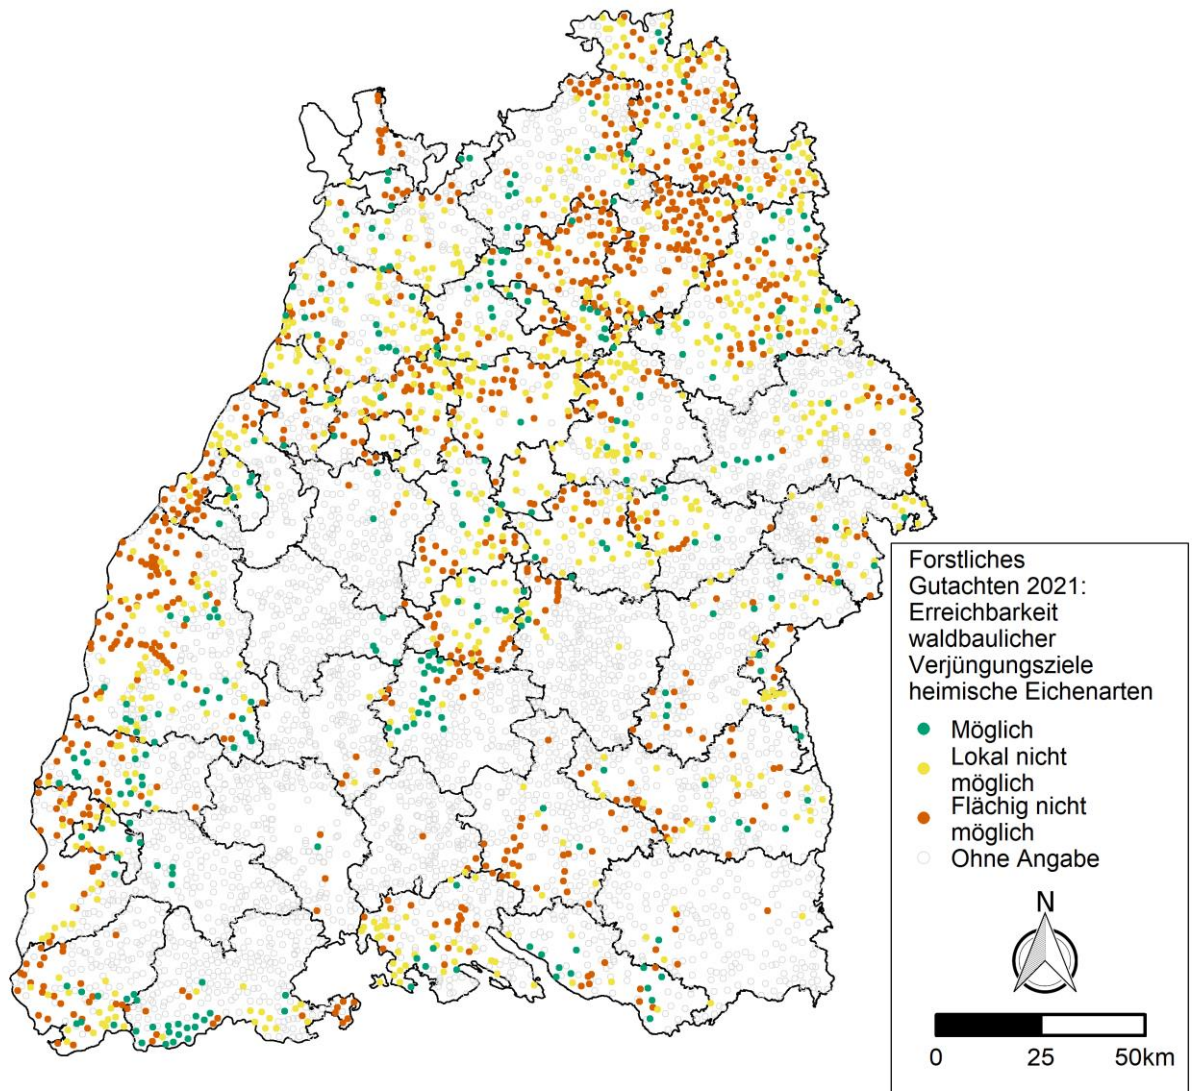 Forstliches
Gutachten 2021:
Erreichbarkeit
waldbaulicher
Verjüngungsziele
heimische Eichenarten
Möglich
Lokal nicht
möglich
Flächig nicht
möglich
Ohne Angabe
N
0 25 50km